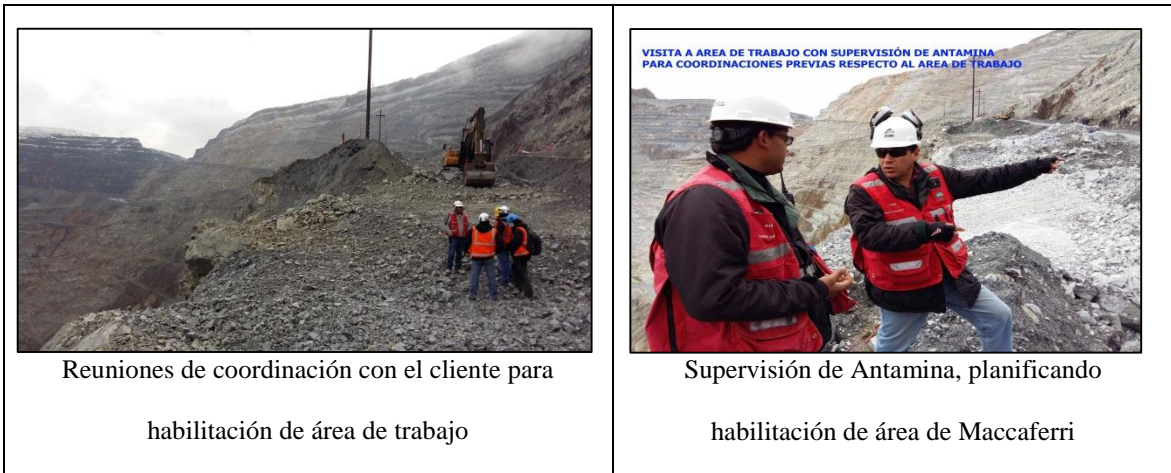 VISITA A AREA DE TRABAJO CON SUPERVISIÓN DE ANTAMINA
PARA COORDINACIONES PREVIAS RESPECTO AL AREA DE TRABAJO
Reuniones de coordinación con el cliente para
habilitación de área de trabajo
Supervisión de Antamina, planificando
habilitación de área de Maccaferri